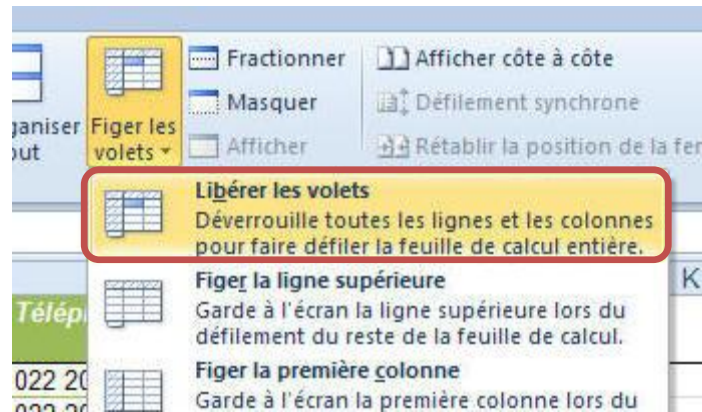 Fractionner
Afficher côte à côte
Masquer
Défilement synchrone
Figer les
volets
Afficher
Rétablir la position de la fe
Libérer les volets
Déverrouille toutes les lignes et les colonnes
pour faire défiler la feuille de calcul entière.
Figer la ligne supérieure
K
Garde à l'écran la ligne supérieure lors du
défilement du reste de la feuille de calcul.
Télép
Figer la première colonne
022 20
Garde à l'écran la première colonne lors du